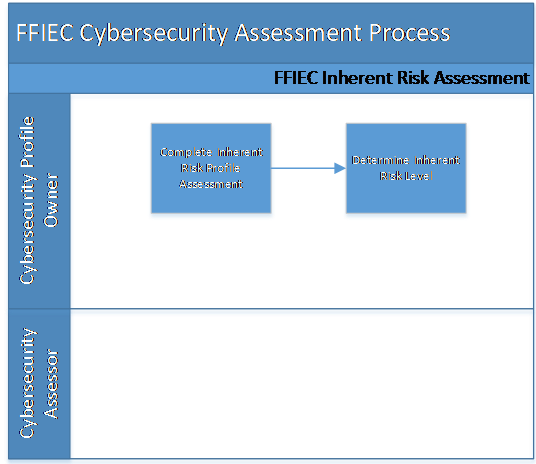 FFIEC Cybersecurity Assessment Process
FFIEC Inherent Risk Assessment
Cybersecurity Profile
Owner
Complete Inherent
Risk Profile
Assessment
Determine Inherent
Risk Level
Cybersecurity
Assessor